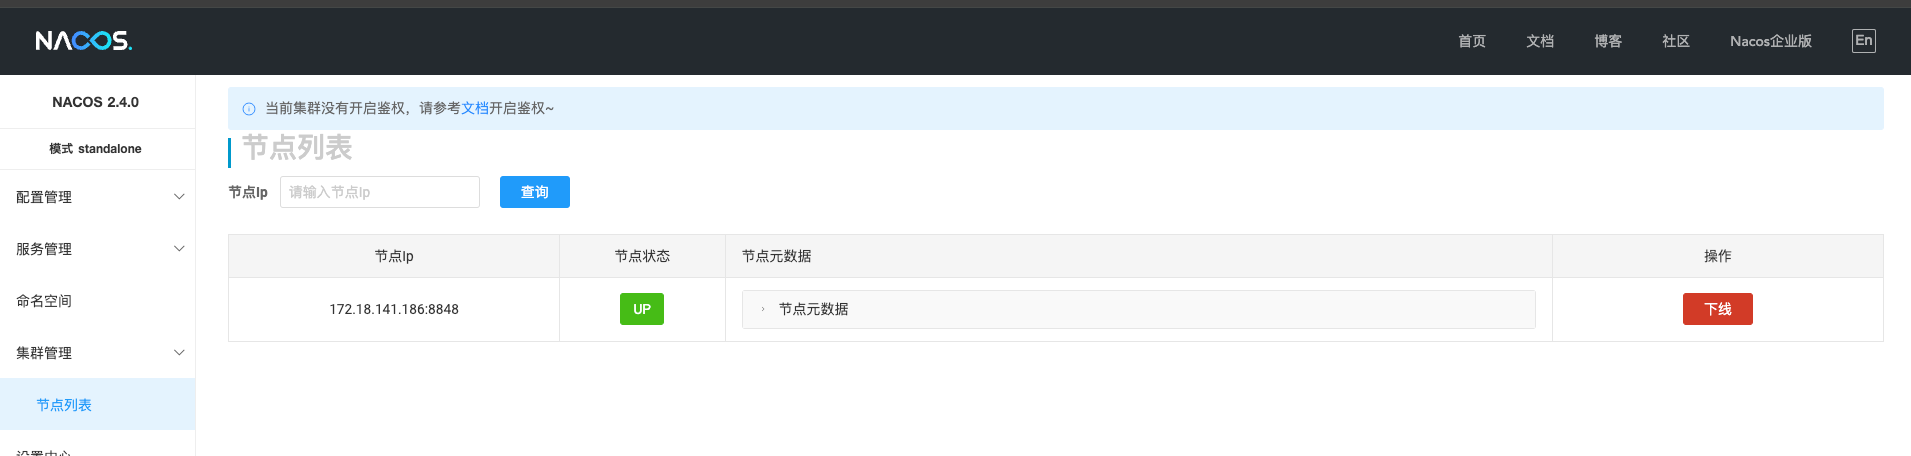 NACOS.
首页 文档 博客 社区 Nacos企业版 En
NACOS 2.4.0
模式 standalone
配置管理
服务管理
命名空间
集群管理
节点列表
设置中心
当前集群没有开启鉴权，请参考文档开启鉴权~
节点列表
节点Ip 请输入节点Ip 查询
节点Ip 节点状态 节点元数据 操作
172.18.141.186:8848 UP 节点元数据 下线